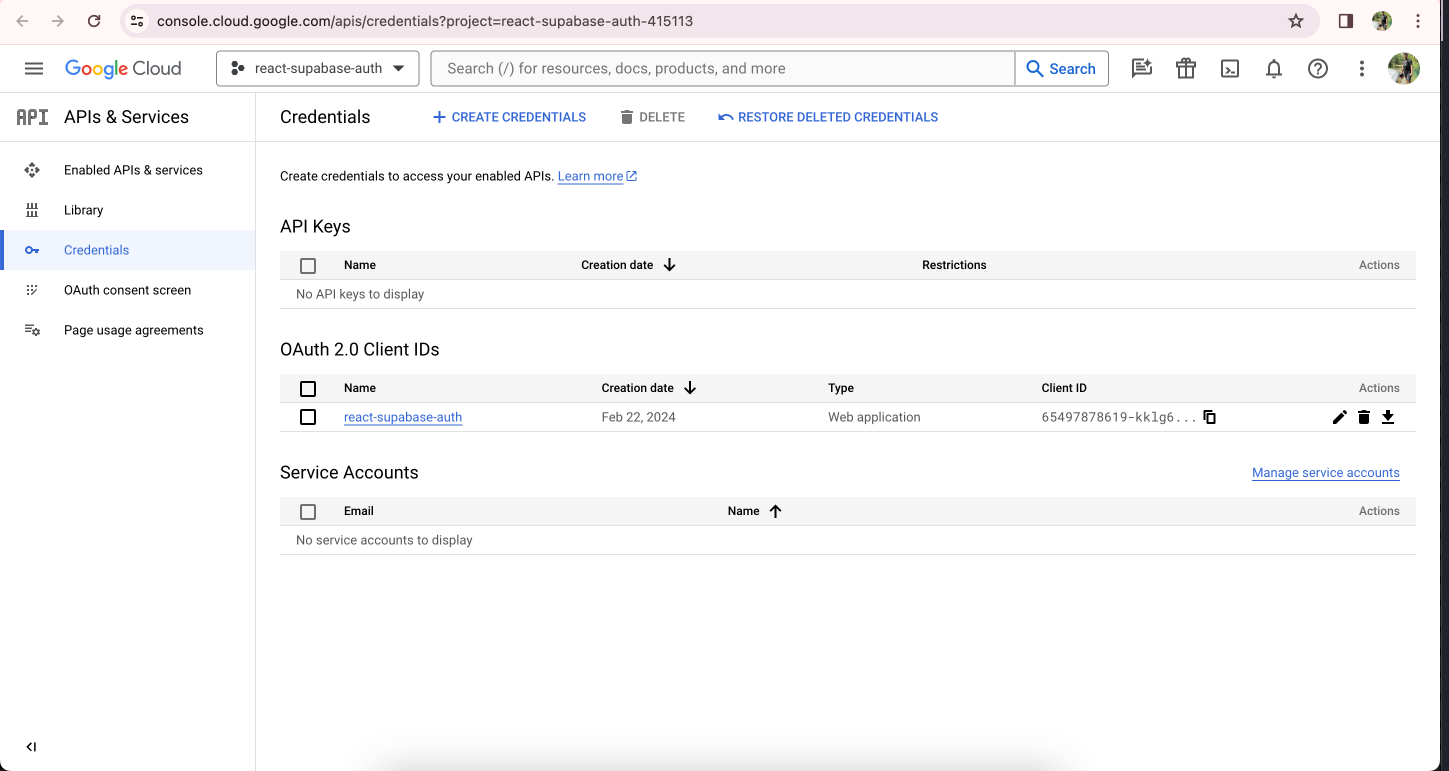 console.cloud.google.com/apis/credentials?project=react-supabase-auth-415113
Google Cloud
react-supabase-auth
Search (/) for resources, docs, products, and more
Search
API
APIs & Services
Credentials
CREATE CREDENTIALS
DELETE
RESTORE DELETED CREDENTIALS
Enabled APIs & services
Library
Credentials
OAuth consent screen
Page usage agreements
Create credentials to access your enabled APIs. Learn more
API Keys
Name Creation date Restrictions Actions
No API keys to display
OAuth 2.0 Client IDs
Name Creation date Type Client ID Actions
react-supabase-auth Feb 22, 2024 Web application 65497878619-kklg6...
Service Accounts Manage service accounts
Email Name Actions
No service accounts to display